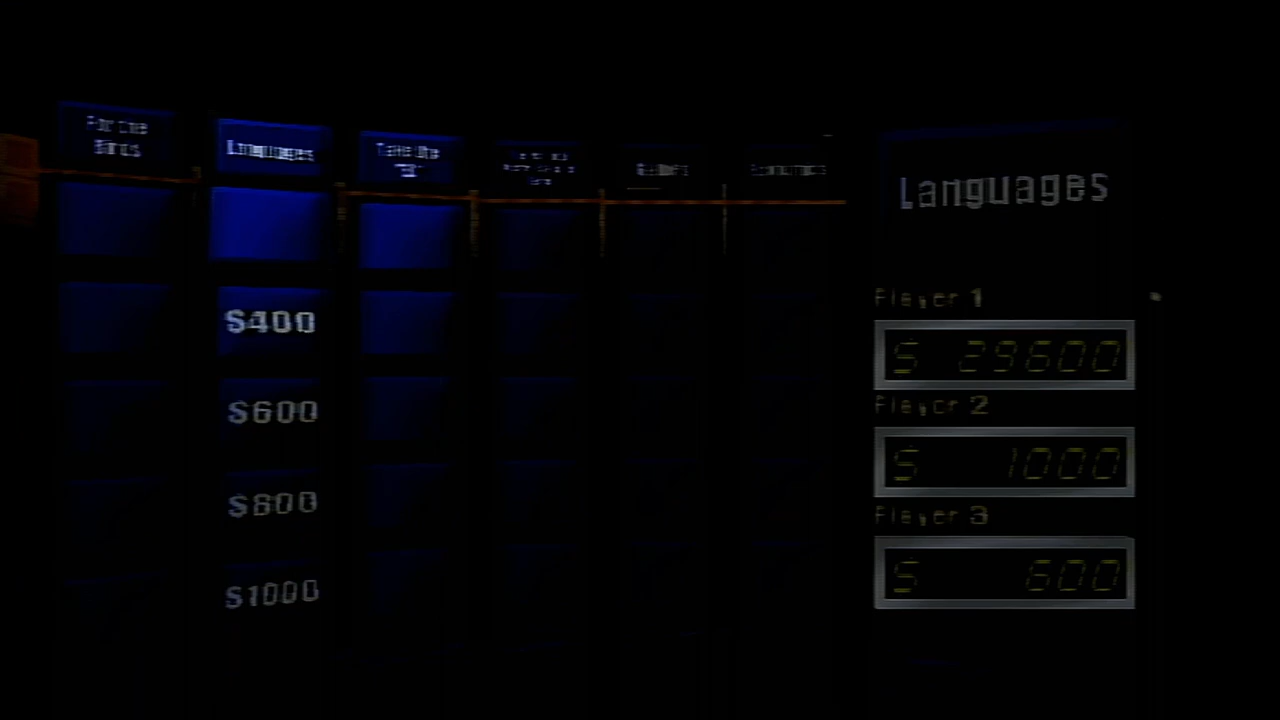 For the
Birds
Languages
Take the
Languages
$400
$600
$800
$1000
Player 1
$ 29600
Player 2
$ 1000
Player 3
$ 600